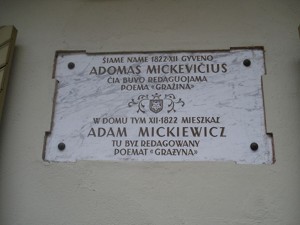 ŠIAME NAME 1822·XII· GYVENO
ADOMAS MICKEVIČIUS
ČIA BUVO REDAGUOJAMA
POEMA «GRAŽINA»
W DOMU TYM XII·1822 MIESZKAŁ
ADAM MICKIEWICZ
TU BYŁ REDAGOWANY
POEMAT «GRAŻYNA»